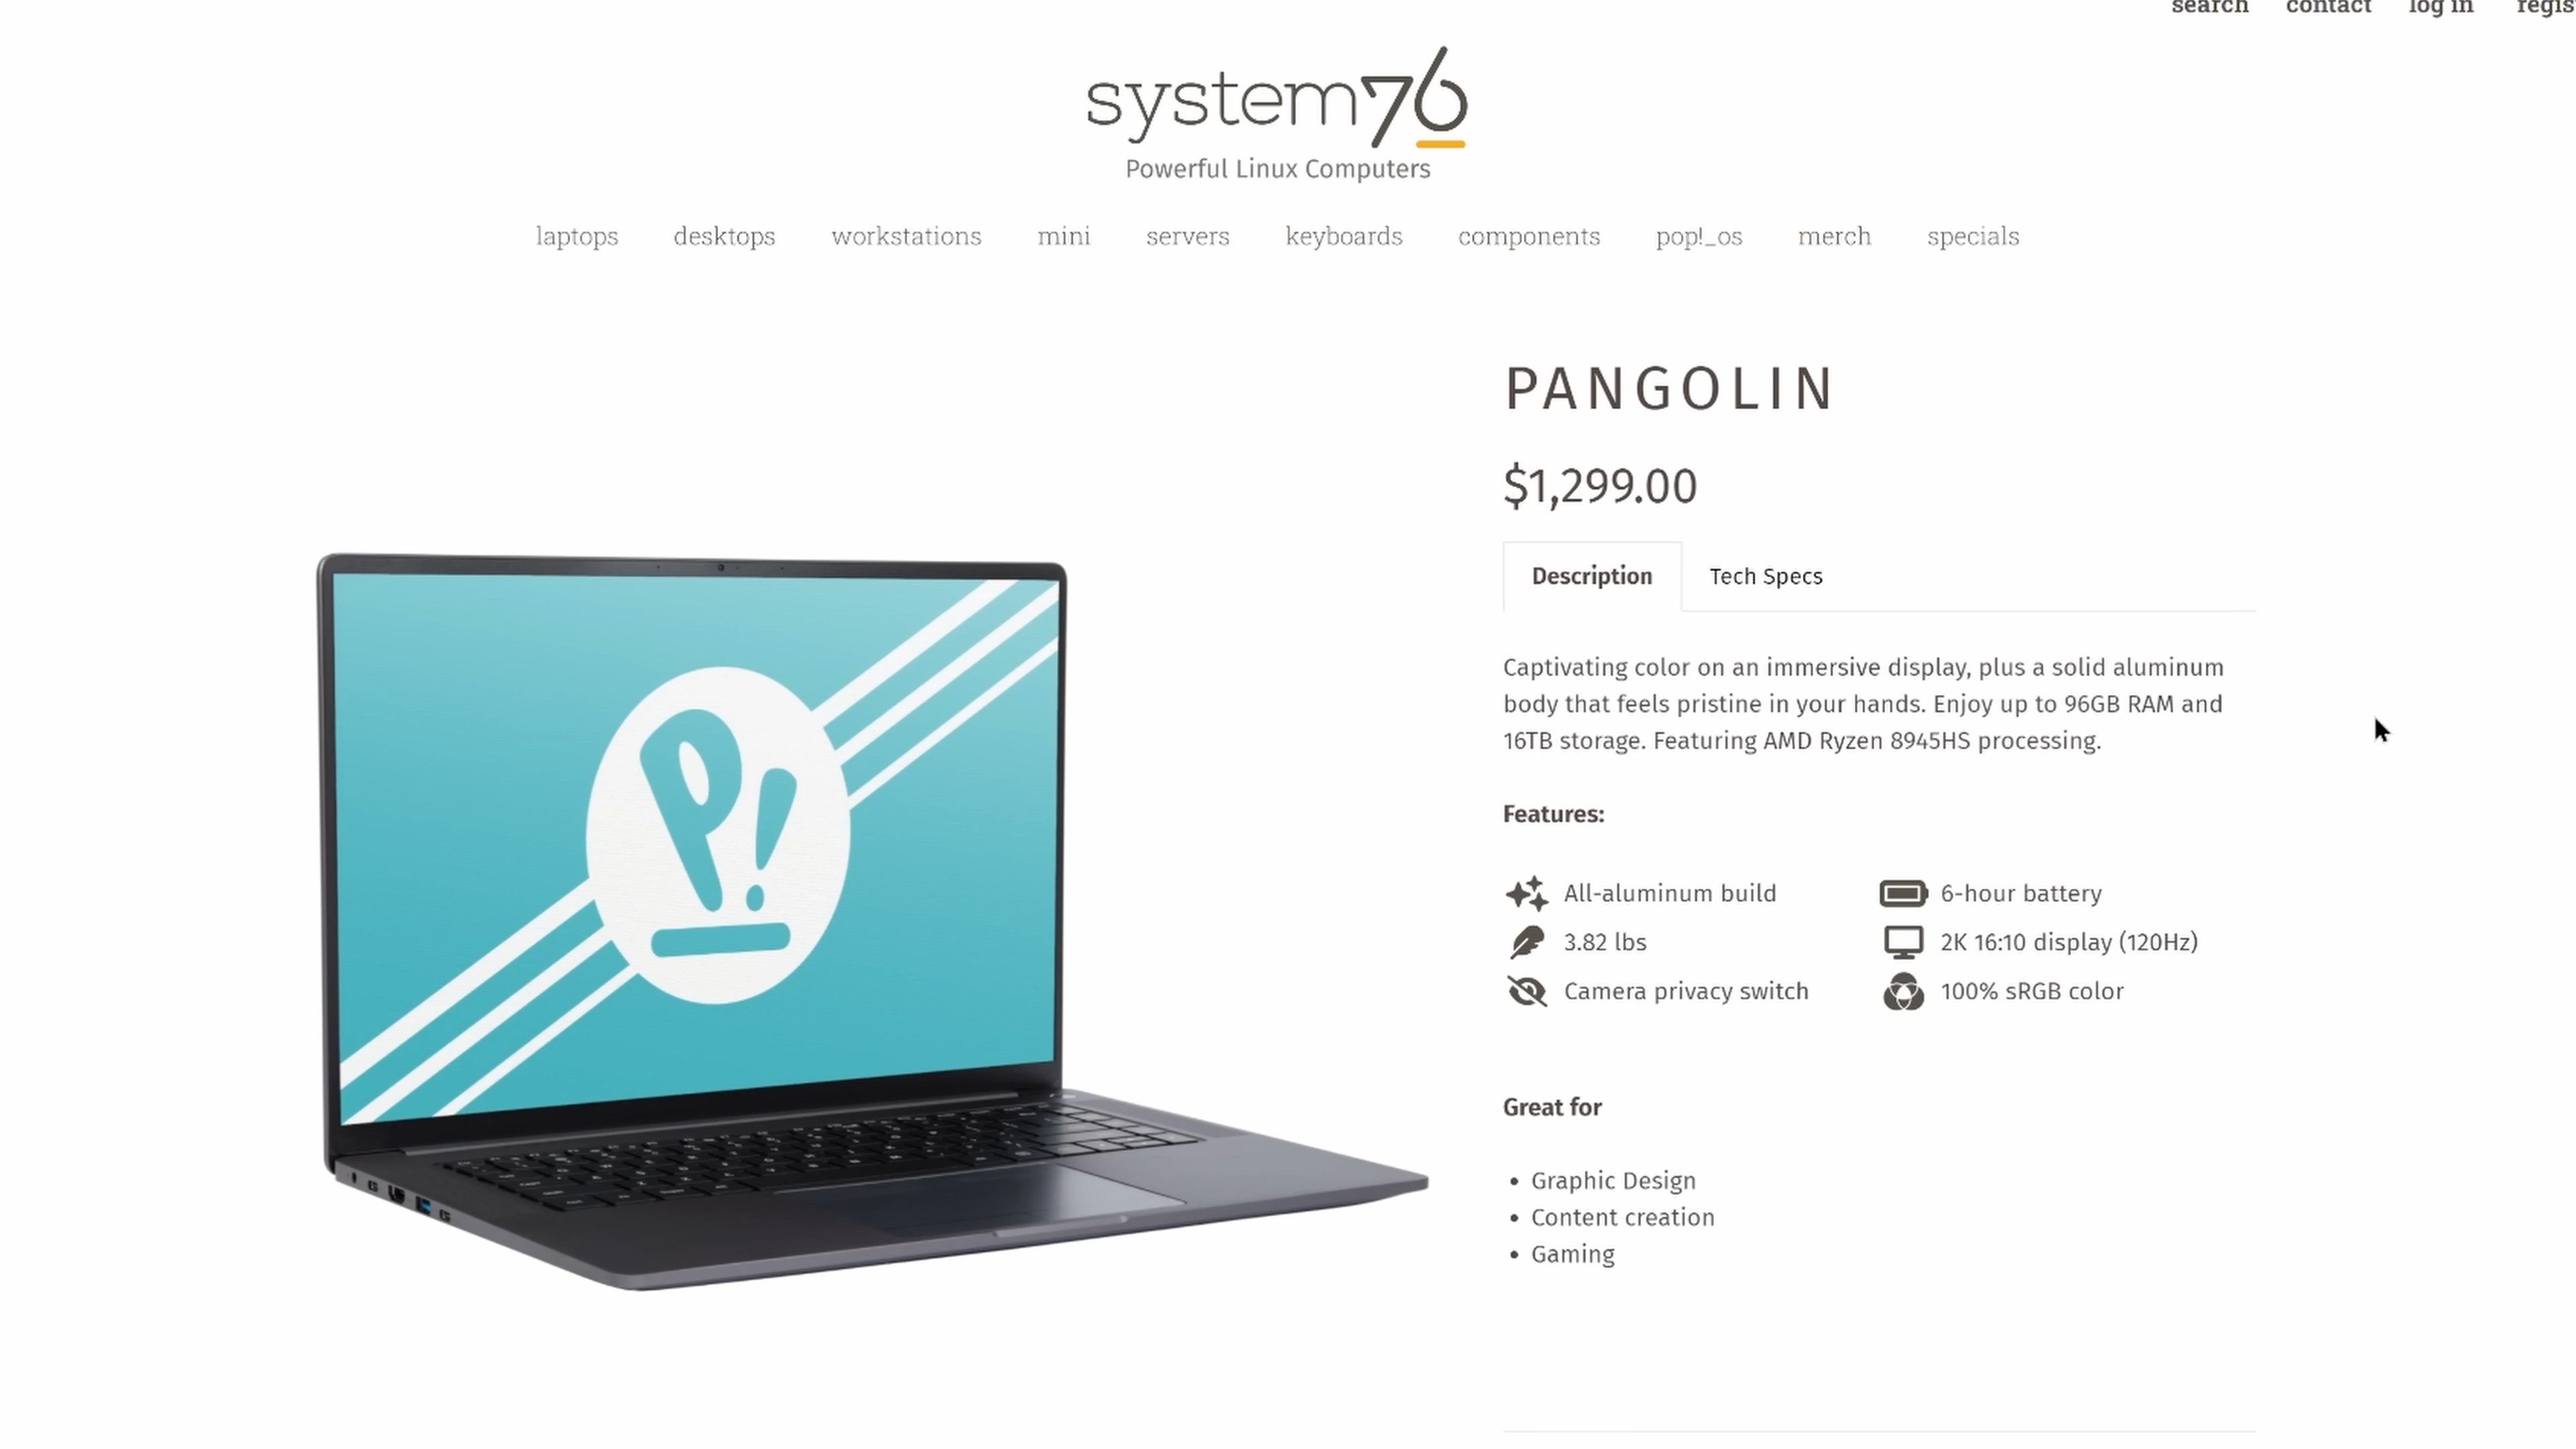 search contact log in
system76
Powerful Linux Computers
laptops desktops workstations mini servers keyboards components pop!_os merch specials
PANGOLIN
$1,299.00
Description Tech Specs
Captivating color on an immersive display, plus a solid aluminum
body that feels pristine in your hands. Enjoy up to 96GB RAM and
16TB storage. Featuring AMD Ryzen 8945HS processing.
Features:
All-aluminum build 6-hour battery
3.82 lbs 2K 16:10 display (120Hz)
Camera privacy switch 100% sRGB color
Great for
• Graphic Design
• Content creation
• Gaming
P!